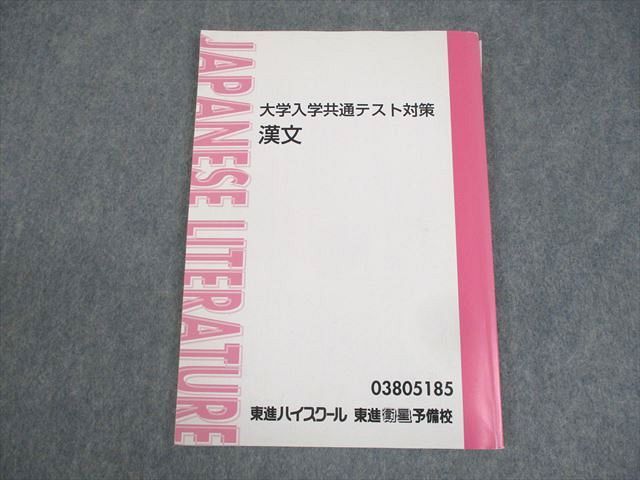 JAPANESE LITERATURE
大学入学共通テスト対策
漢文
03805185
東進ハイスクール 東進衛星予備校